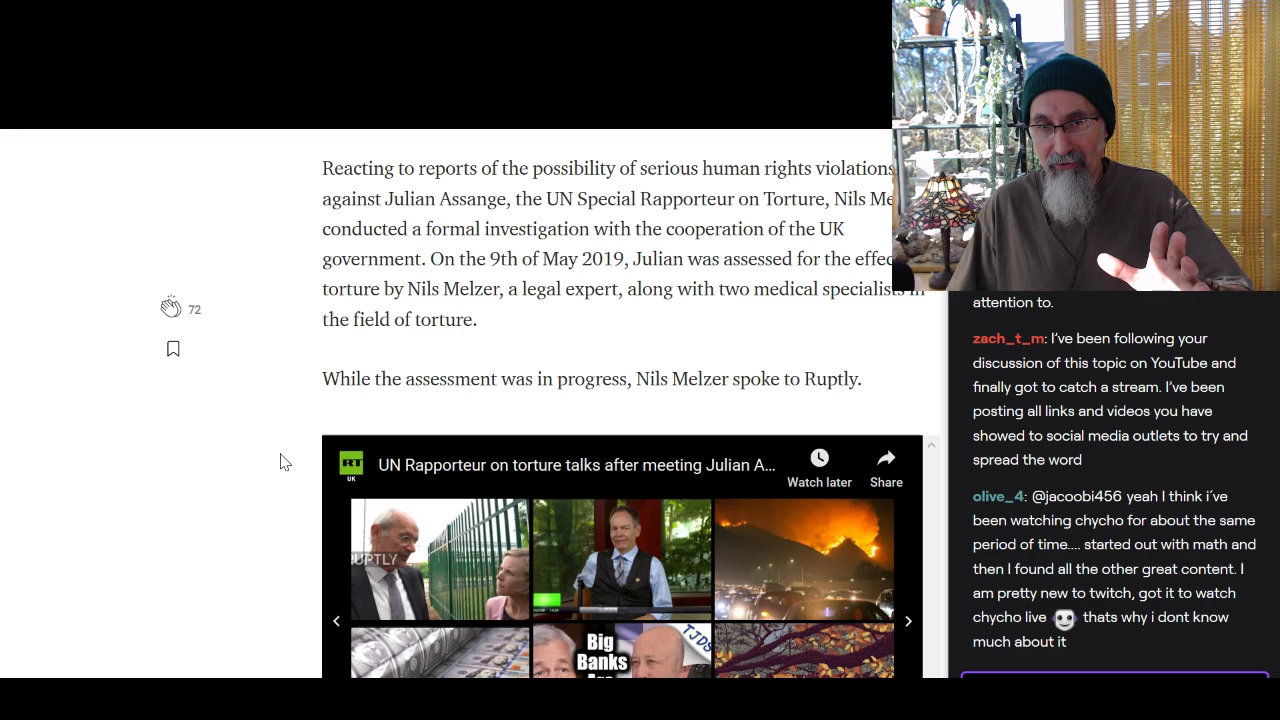 Reacting to reports of the possibility of serious human rights violations
against Julian Assange, the UN Special Rapporteur on Torture, Nils Me
conducted a formal investigation with the cooperation of the UK
government. On the 9th of May 2019, Julian was assessed for the effec
torture by Nils Melzer, a legal expert, along with two medical specialists in
the field of torture.
72
While the assessment was in progress, Nils Melzer spoke to Ruptly.
RT
UK
UN Rapporteur on torture talks after meeting Julian A...
Watch later
Share
RUPTLY
Big
Banks
TJDS
attention to.
zach_t_m: I've been following your
discussion of this topic on YouTube and
finally got to catch a stream. I've been
posting all links and videos you have
showed to social media outlets to try and
spread the word
olive_4: @jacoobi456 yeah I think i've
been watching chycho for about the same
period of time.... started out with math and
then I found all the other great content. I
am pretty new to twitch, got it to watch
chycho live thats why i dont know
much about it